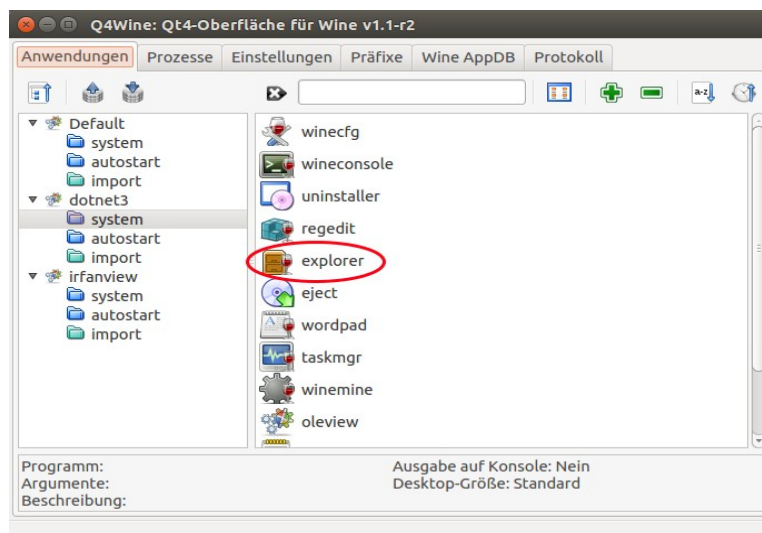 Q4Wine: Qt4-Oberfläche für Wine v1.1-r2
Anwendungen Prozesse Einstellungen Präfixe Wine AppDB Protokoll
a-z
Default
system
autostart
import
dotnet3
system
autostart
import
irfanview
system
autostart
import
winecfg
wineconsole
uninstaller
regedit
explorer
eject
wordpad
taskmgr
winemine
oleview
Programm:
Argumente:
Beschreibung:
Ausgabe auf Konsole: Nein
Desktop-Größe: Standard